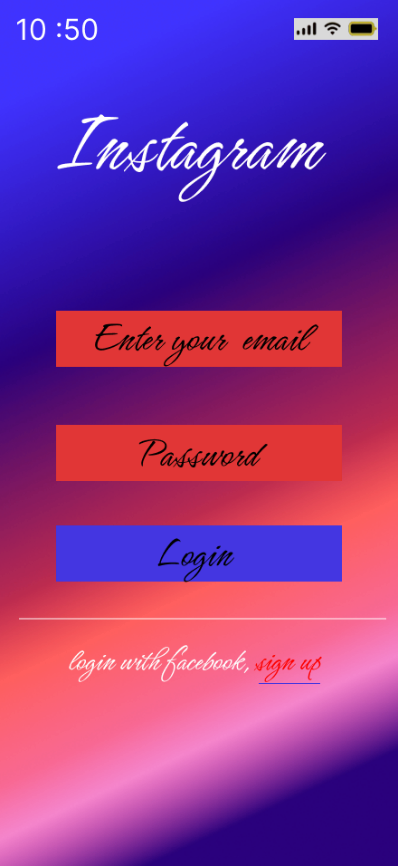 10 :50
Instagram
Enter your email
Password
Login
login with facebook, sign up